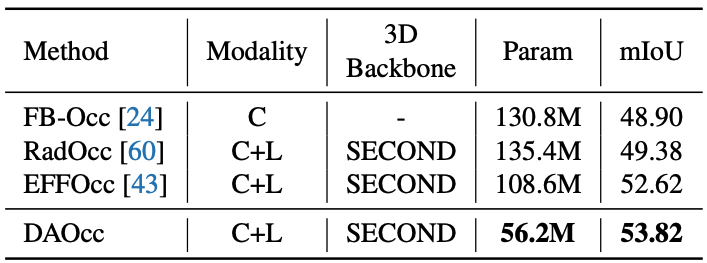 Method Modality 3D Backbone Param mIoU
FB-Occ [24] C - 130.8M 48.90
RadOcc [60] C+L SECOND 135.4M 49.38
EFFOcc [43] C+L SECOND 108.6M 52.62
DAOcc C+L SECOND 56.2M 53.82